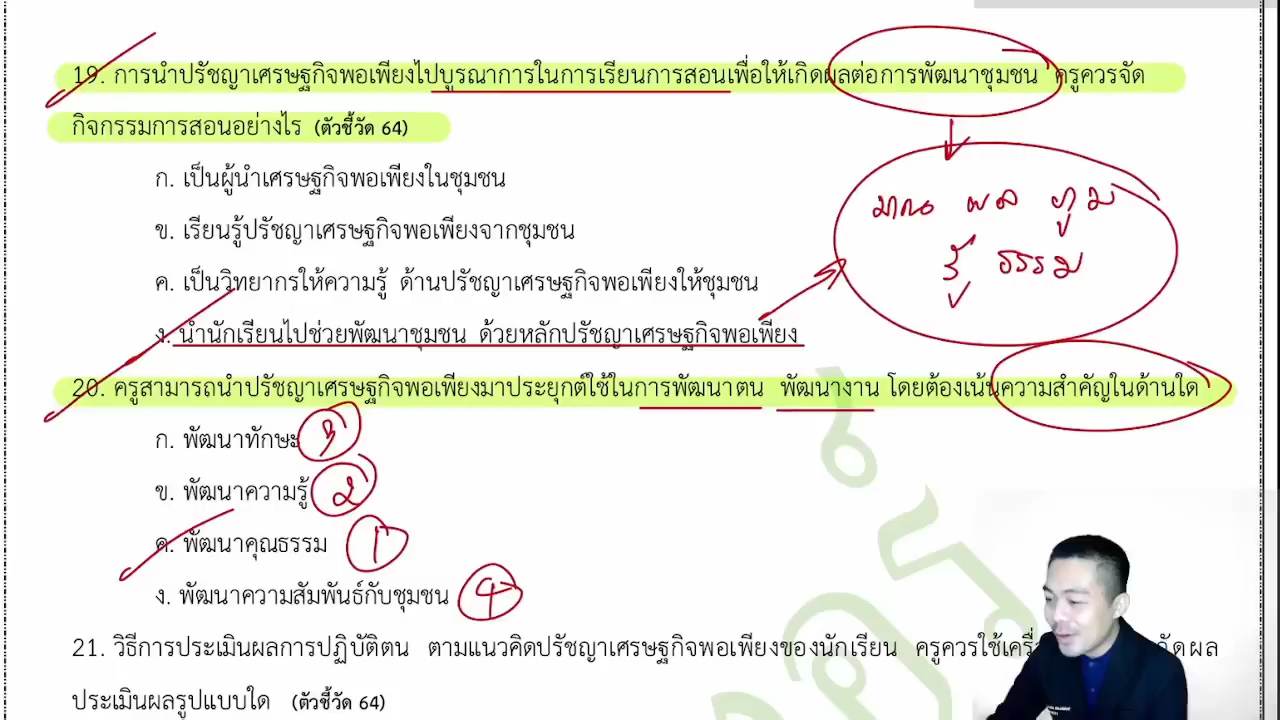 19. การนำปรัชญาเศรษฐกิจพอเพียงไปบูรณาการในการเรียนการสอนเพื่อให้เกิดผลต่อการพัฒนาชุมชน ครูควรจัด
กิจกรรมการสอนอย่างไร (ตัวชี้วัด 64)
ก. เป็นผู้นำเศรษฐกิจพอเพียงในชุมชน
ข. เรียนรู้ปรัชญาเศรษฐกิจพอเพียงจากชุมชน
ค. เป็นวิทยากรให้ความรู้ ด้านปรัชญาเศรษฐกิจพอเพียงให้ชุมชน
ง. นำนักเรียนไปช่วยพัฒนาชุมชน ด้วยหลักปรัชญาเศรษฐกิจพอเพียง
ผล ภูมิ
รู้ ธรรม
20. ครูสามารถนำปรัชญาเศรษฐกิจพอเพียงมาประยุกต์ใช้ในการพัฒนาตน พัฒนางาน โดยต้องเน้นความสำคัญในด้านใด
ก. พัฒนาทักษะ 3
ข. พัฒนาความรู้ 2
ค. พัฒนาคุณธรรม 1
ง. พัฒนาความสัมพันธ์กับชุมชน 4
21. วิธีการประเมินผลการปฏิบัติตน ตามแนวคิดปรัชญาเศรษฐกิจพอเพียงของนักเรียน ครูควรใช้ วัดผล
ประเมินผลรูปแบบใด (ตัวชี้วัด 64)